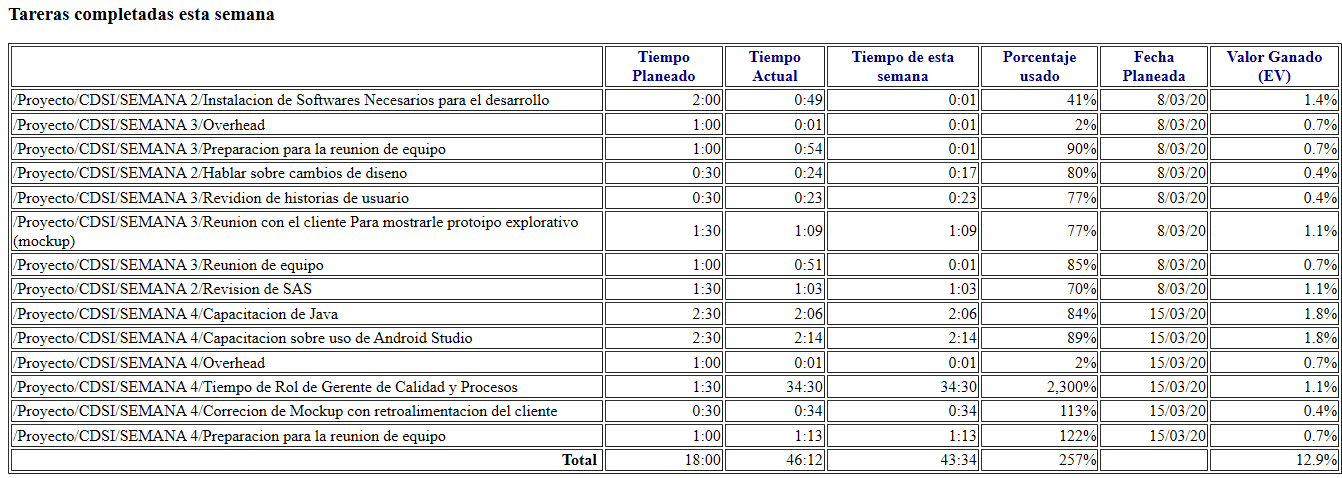 Tareras completadas esta semana
Tiempo Planeado Tiempo Actual Tiempo de esta semana Porcentaje usado Fecha Planeada Valor Ganado (EV)
/Proyecto/CDSI/SEMANA 2/Instalacion de Softwares Necesarios para el desarrollo 2:00 0:49 0:01 41% 8/03/20 1.4%
/Proyecto/CDSI/SEMANA 3/Overhead 1:00 0:01 0:01 2% 8/03/20 0.7%
/Proyecto/CDSI/SEMANA 3/Preparacion para la reunion de equipo 1:00 0:54 0:01 90% 8/03/20 0.7%
/Proyecto/CDSI/SEMANA 2/Hablar sobre cambios de diseno 0:30 0:24 0:17 80% 8/03/20 0.4%
/Proyecto/CDSI/SEMANA 3/Revidion de historias de usuario 0:30 0:23 0:23 77% 8/03/20 0.4%
/Proyecto/CDSI/SEMANA 3/Reunion con el cliente Para mostrarle protoipo explorativo (mockup) 1:30 1:09 1:09 77% 8/03/20 1.1%
/Proyecto/CDSI/SEMANA 3/Reunion de equipo 1:00 0:51 0:01 85% 8/03/20 0.7%
/Proyecto/CDSI/SEMANA 2/Revision de SAS 1:30 1:03 1:03 70% 8/03/20 1.1%
/Proyecto/CDSI/SEMANA 4/Capacitacion de Java 2:30 2:06 2:06 84% 15/03/20 1.8%
/Proyecto/CDSI/SEMANA 4/Capacitacion sobre uso de Android Studio 2:30 2:14 2:14 89% 15/03/20 1.8%
/Proyecto/CDSI/SEMANA 4/Overhead 1:00 0:01 0:01 2% 15/03/20 0.7%
/Proyecto/CDSI/SEMANA 4/Tiempo de Rol de Gerente de Calidad y Procesos 1:30 34:30 34:30 2,300% 15/03/20 1.1%
/Proyecto/CDSI/SEMANA 4/Correcion de Mockup con retroalimentacion del cliente 0:30 0:34 0:34 113% 15/03/20 0.4%
/Proyecto/CDSI/SEMANA 4/Preparacion para la reunion de equipo 1:00 1:13 1:13 122% 15/03/20 0.7%
Total 18:00 46:12 43:34 257% 12.9%